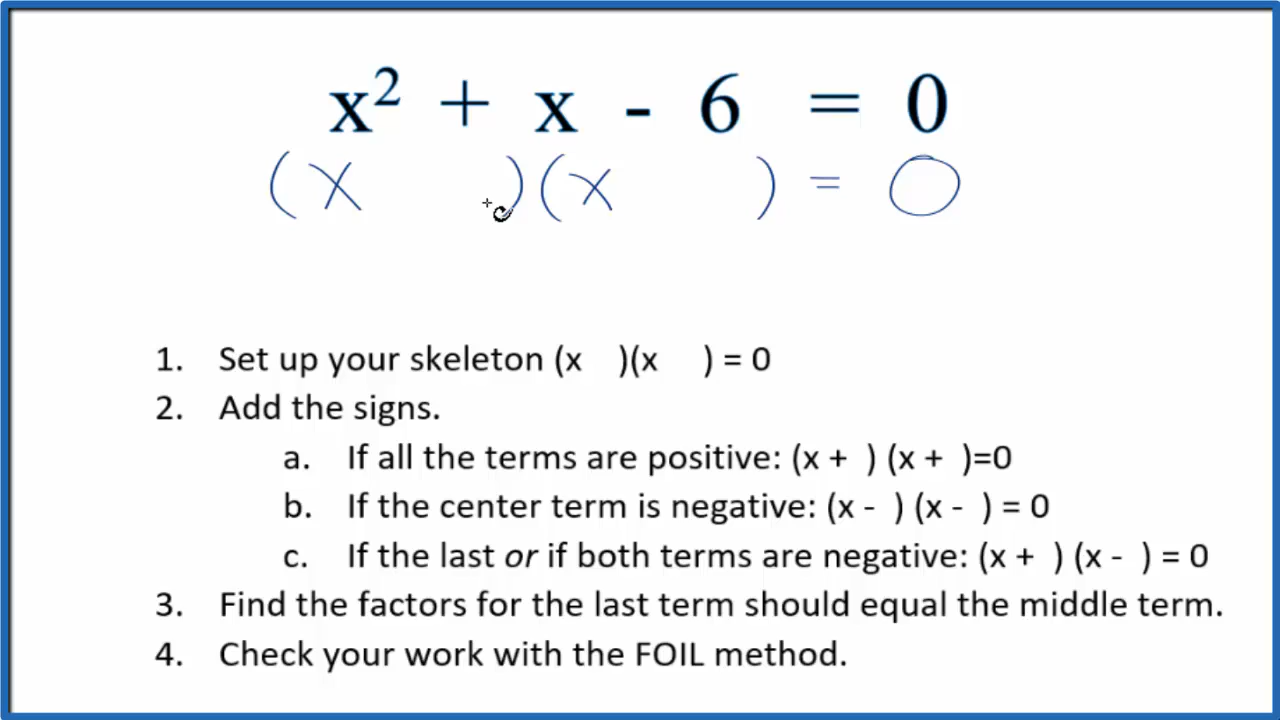 x² + x - 6 = 0
(x )(x ) = 0
1. Set up your skeleton (x )(x ) = 0
2. Add the signs.
a. If all the terms are positive: (x + ) (x + )=0
b. If the center term is negative: (x - ) (x - ) = 0
c. If the last or if both terms are negative: (x + ) (x - ) = 0
3. Find the factors for the last term should equal the middle term.
4. Check your work with the FOIL method.